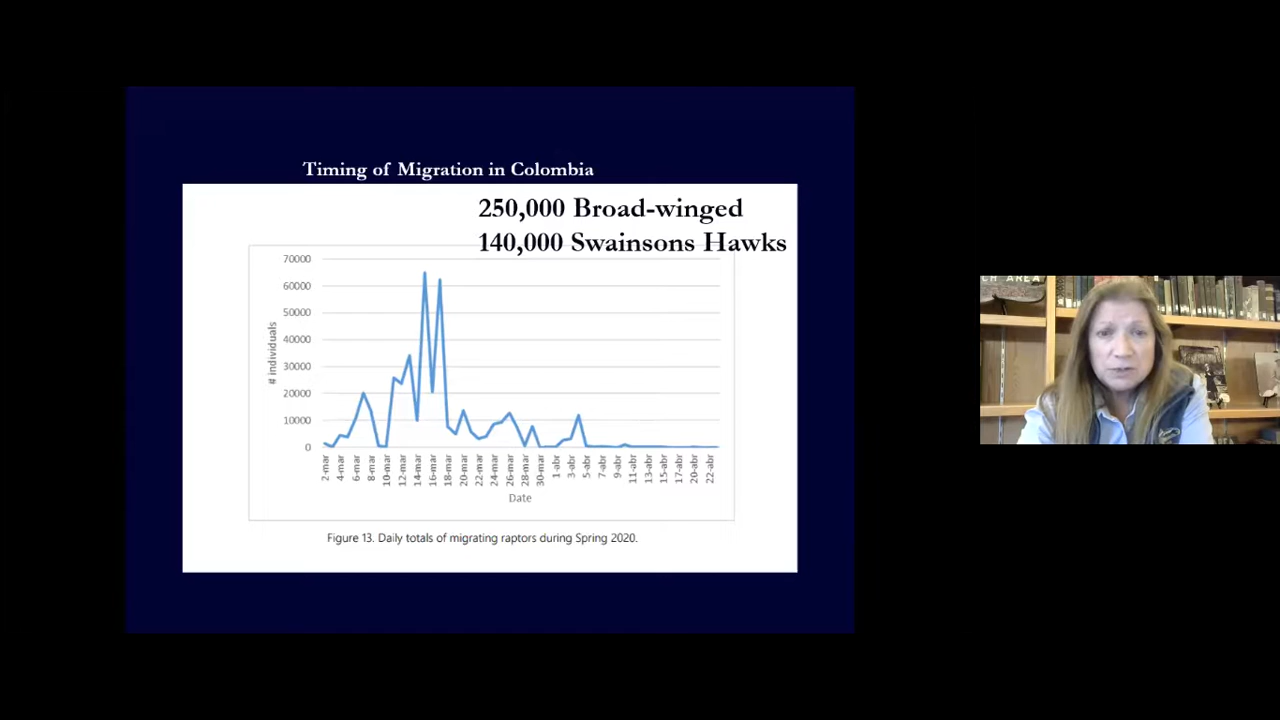 Timing of Migration in Colombia
250,000 Broad-winged
140,000 Swainsons Hawks
70000
60000
50000
40000
30000
20000
10000
0
# individuals
2-mar
4-mar
6-mar
8-mar
10-mar
12-mar
14-mar
16-mar
18-mar
20-mar
22-mar
24-mar
26-mar
28-mar
30-mar
1-abr
3-abr
5-abr
7-abr
9-abr
11-abr
13-abr
15-abr
17-abr
20-abr
22-abr
Date
Figure 13. Daily totals of migrating raptors during Spring 2020.
CH AREA